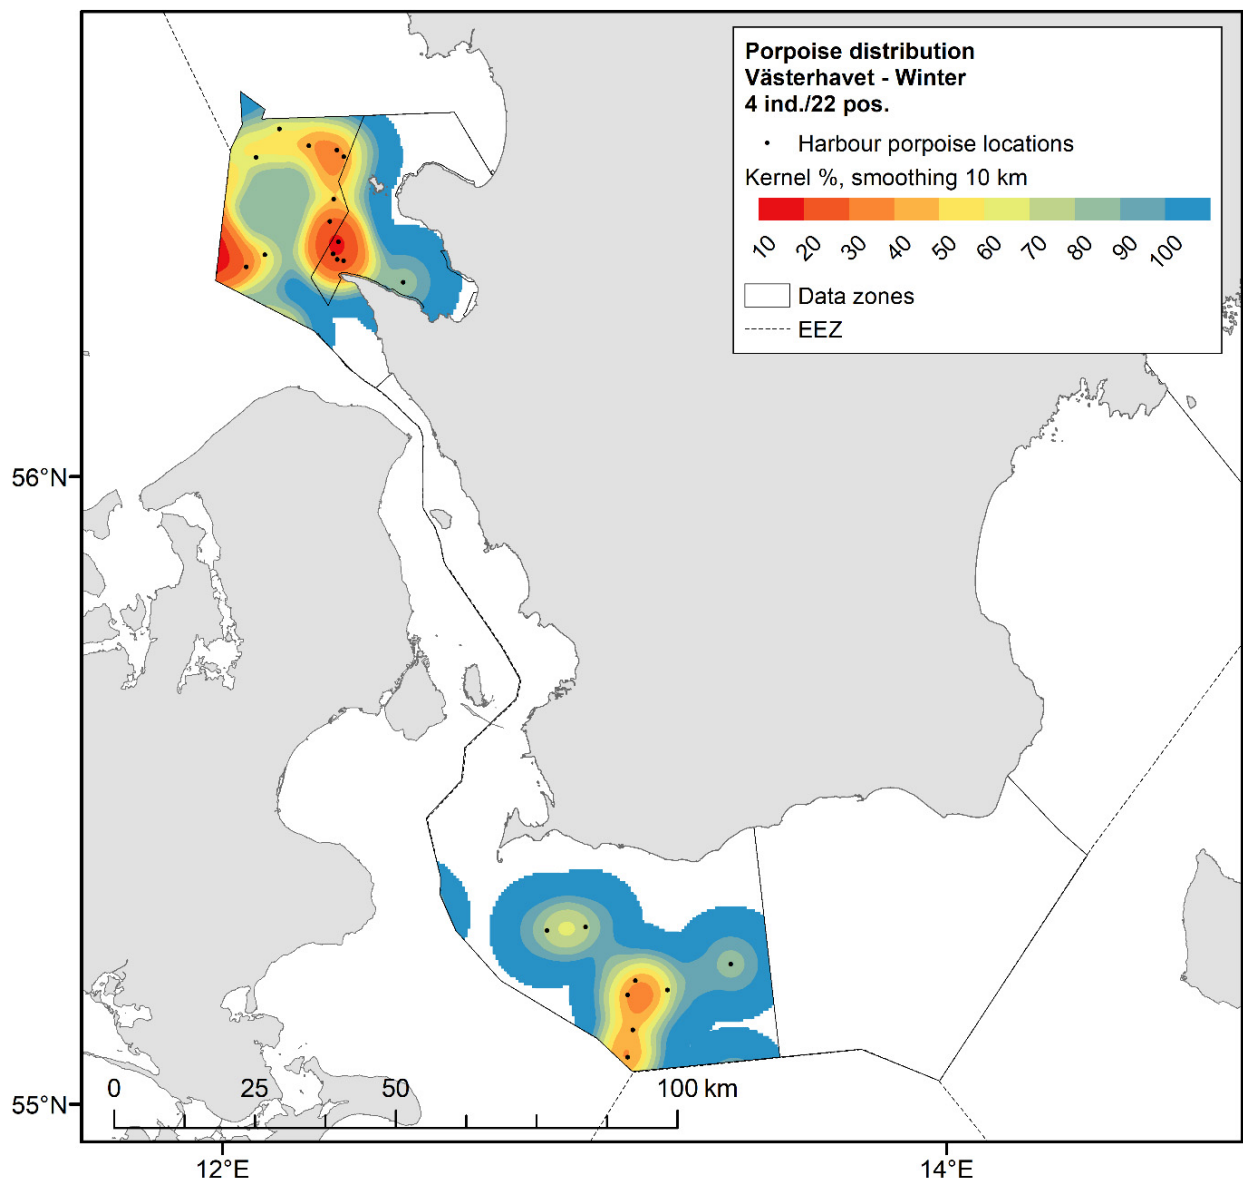 Porpoise distribution
Västerhavet - Winter
4 ind./22 pos.
Harbour porpoise locations
Kernel %, smoothing 10 km
10 20 30 40 50 60 70 80 90 100
Data zones
EEZ
56°N
55°N
0 25 50 100 km
12°E 14°E